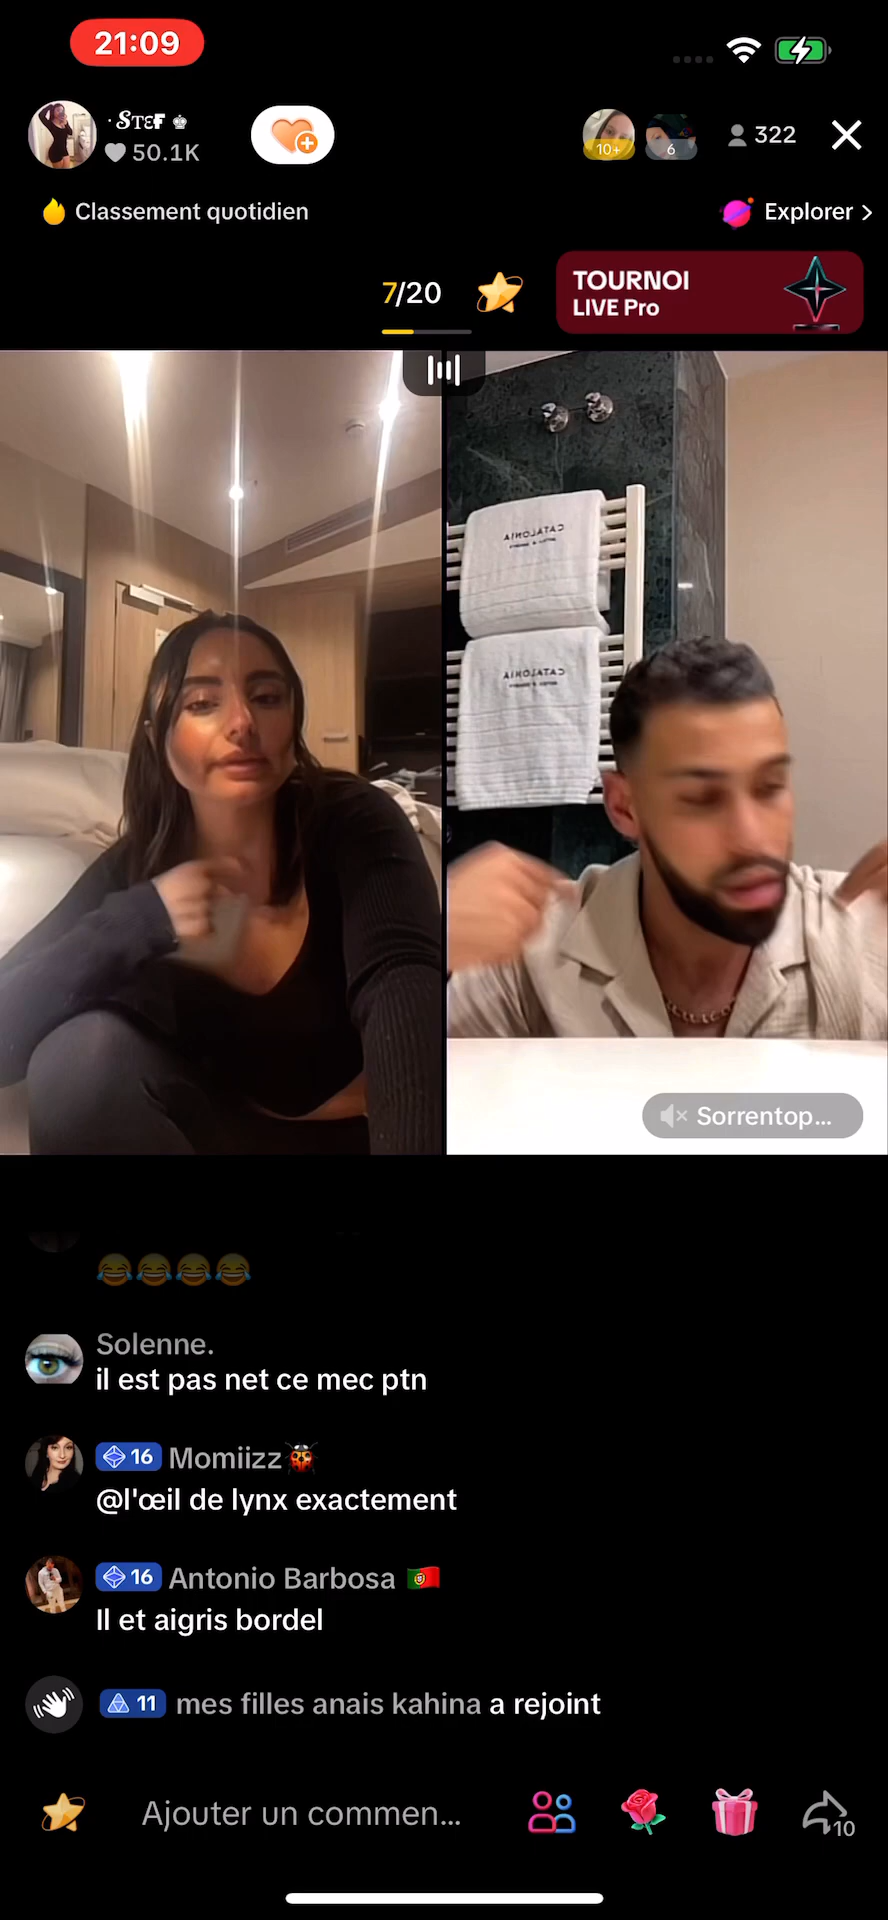 21:09
· STEF ♚
50.1K
10+
6
322
Classement quotidien
Explorer >
7/20
TOURNOI
LIVE Pro
CATALONIA
CATALONIA
Sorrentop...
😂😂😂😂
Solenne.
il est pas net ce mec ptn
16 Momiizz🐞
@l'œil de lynx exactement
16 Antonio Barbosa 🇵🇹
Il et aigris bordel
11 mes filles anais kahina a rejoint
Ajouter un commen...
10